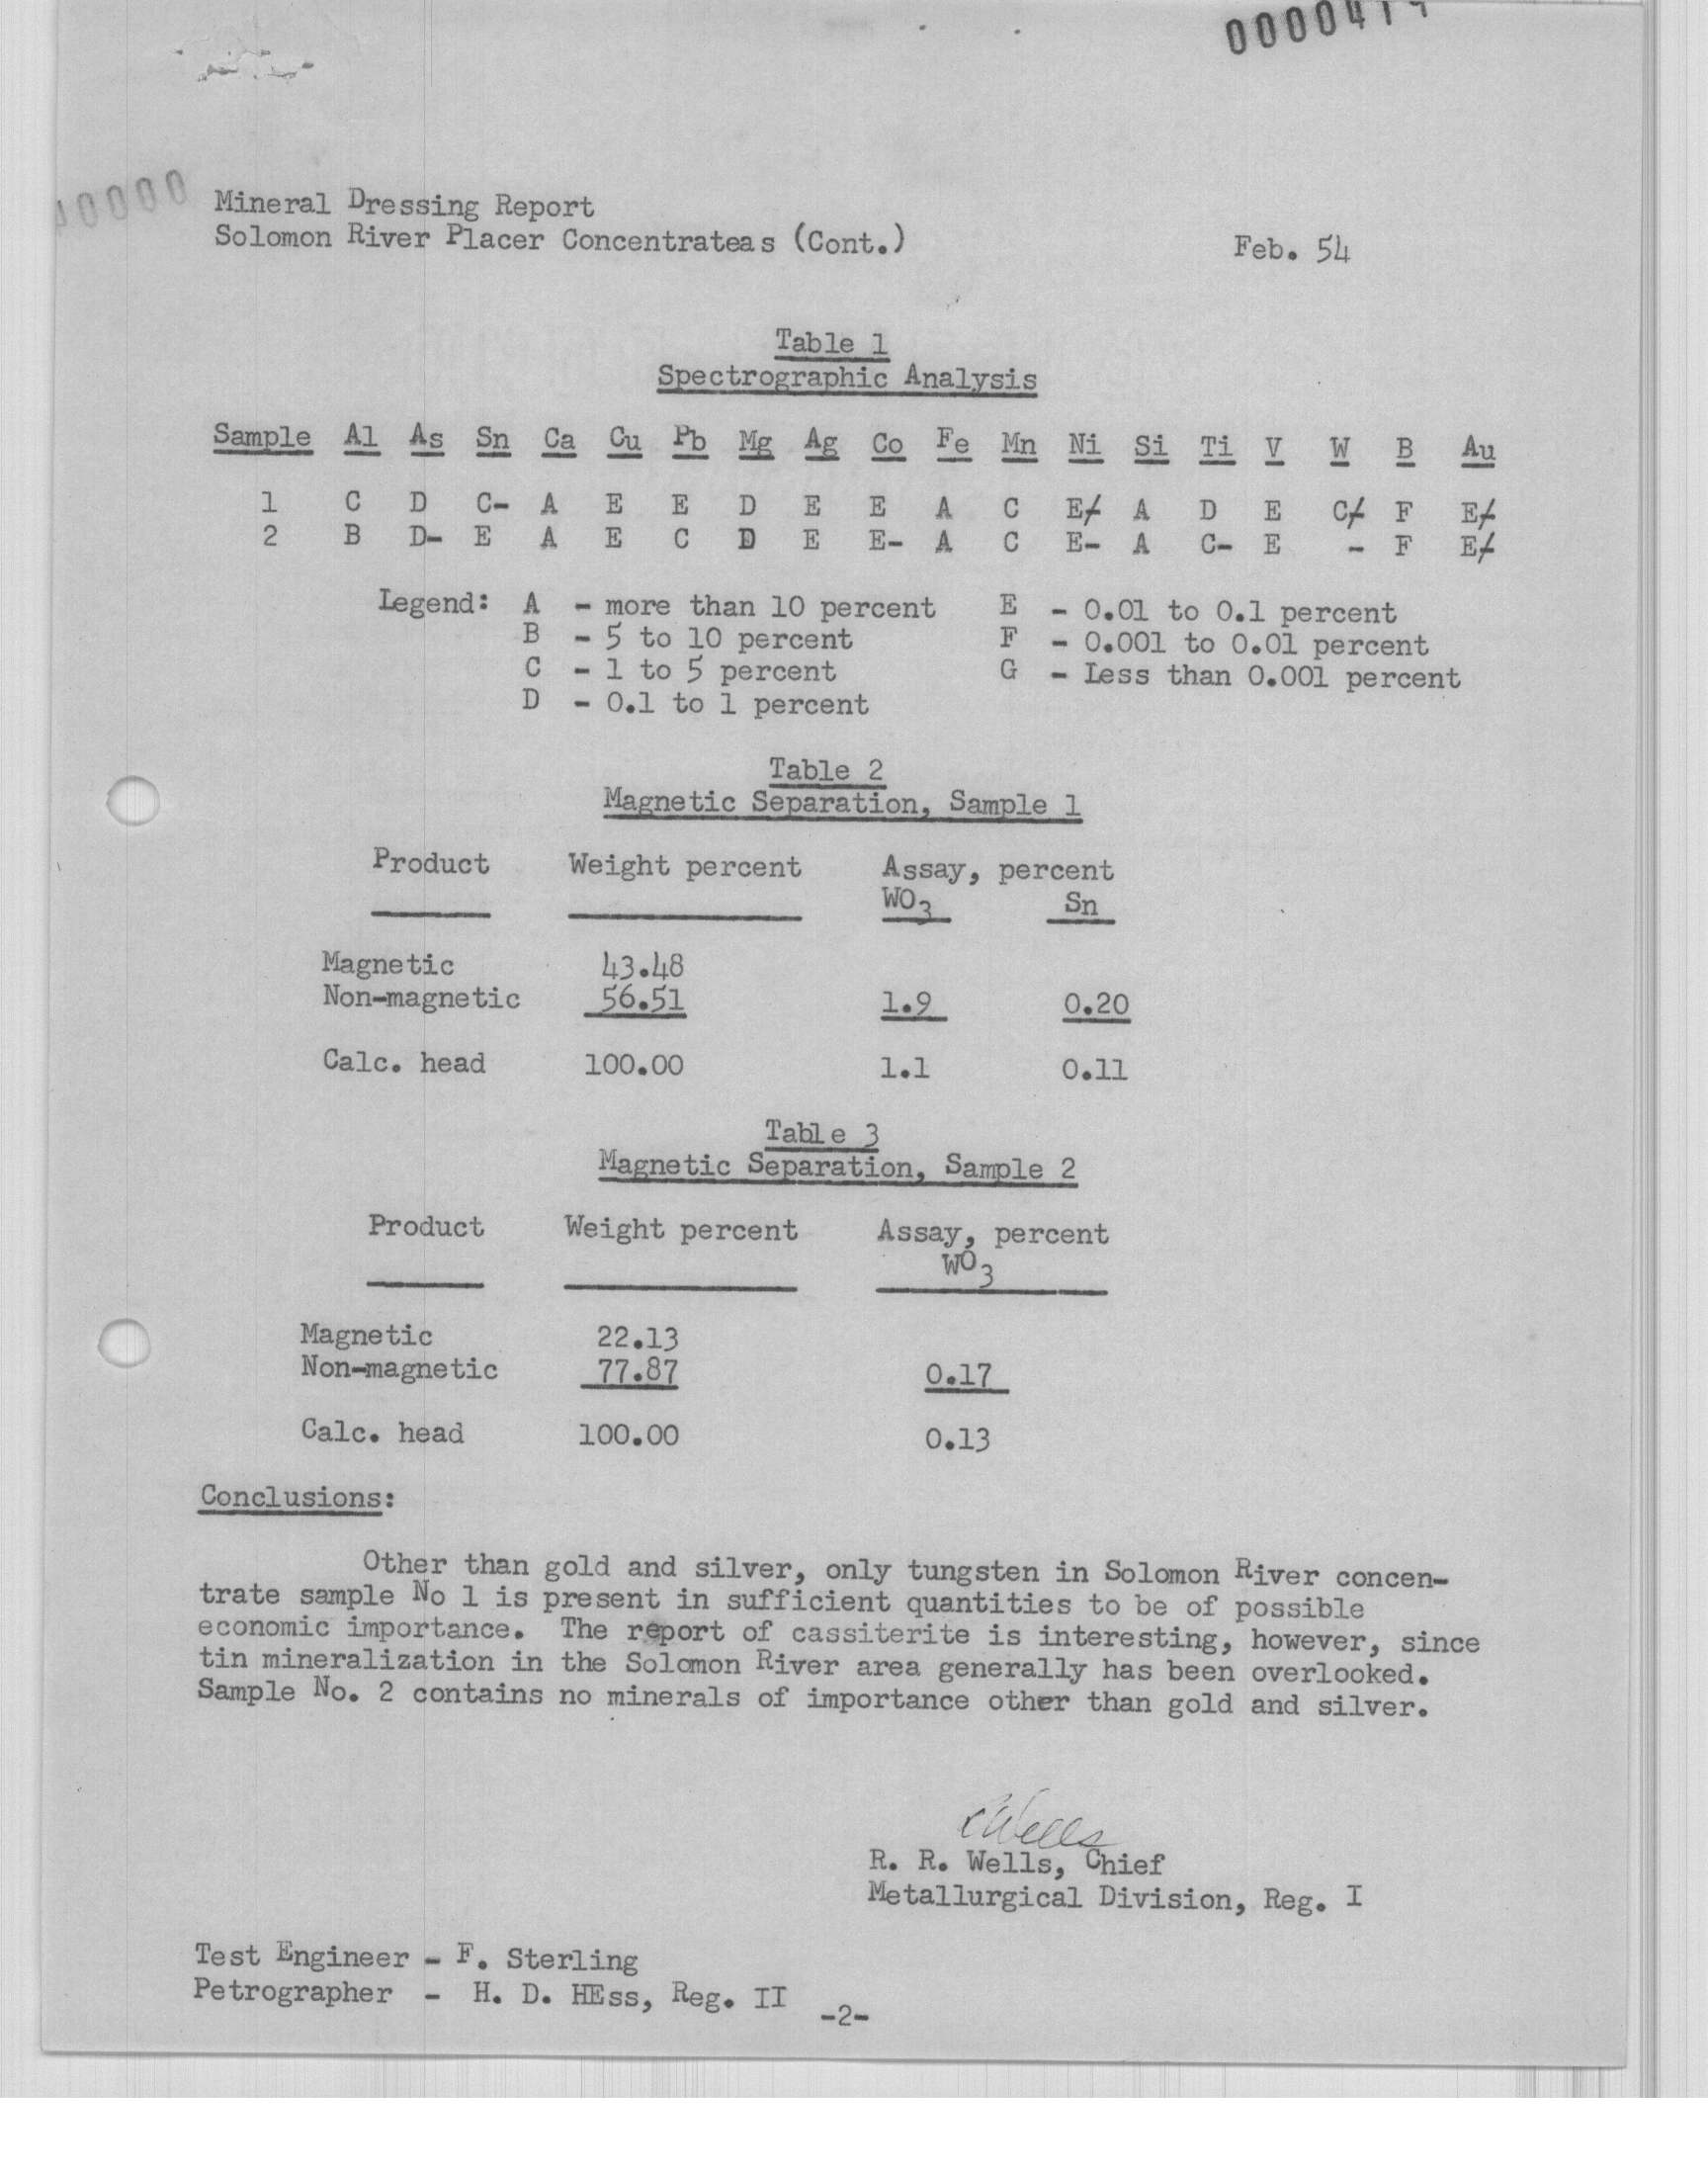 Mineral Dressing Report
Solomon River Placer Concentrateas (Cont.) Feb. 54
0000
Table 1
Spectrographic Analysis
Sample Al As Sn Ca Cu Pb Mg Ag Co Fe Mn Ni Si Ti V W B Au
1 C D C- A E E D E E A C E≠ A D E C≠ F E≠
2 B D- E A E C D E E- A C E- A C- E - F E≠
Legend: A - more than 10 percent E - 0.01 to 0.1 percent
B - 5 to 10 percent F - 0.001 to 0.01 percent
C - 1 to 5 percent G - Less than 0.001 percent
D - 0.1 to 1 percent
Table 2
Magnetic Separation, Sample 1
Product Weight percent Assay, percent
WO3 Sn
Magnetic 43.48
Non-magnetic 56.51 1.9 0.20
Calc. head 100.00 1.1 0.11
Table 3
Magnetic Separation, Sample 2
Product Weight percent Assay, percent
WO3
Magnetic 22.13
Non-magnetic 77.87 0.17
Calc. head 100.00 0.13
Conclusions:
Other than gold and silver, only tungsten in Solomon River concen-
trate sample No 1 is present in sufficient quantities to be of possible
economic importance. The report of cassiterite is interesting, however, since
tin mineralization in the Solomon River area generally has been overlooked.
Sample No. 2 contains no minerals of importance other than gold and silver.
RWells
R. R. Wells, Chief
Metallurgical Division, Reg. I
Test Engineer - F. Sterling
Petrographer - H. D. HEss, Reg. II
-2-